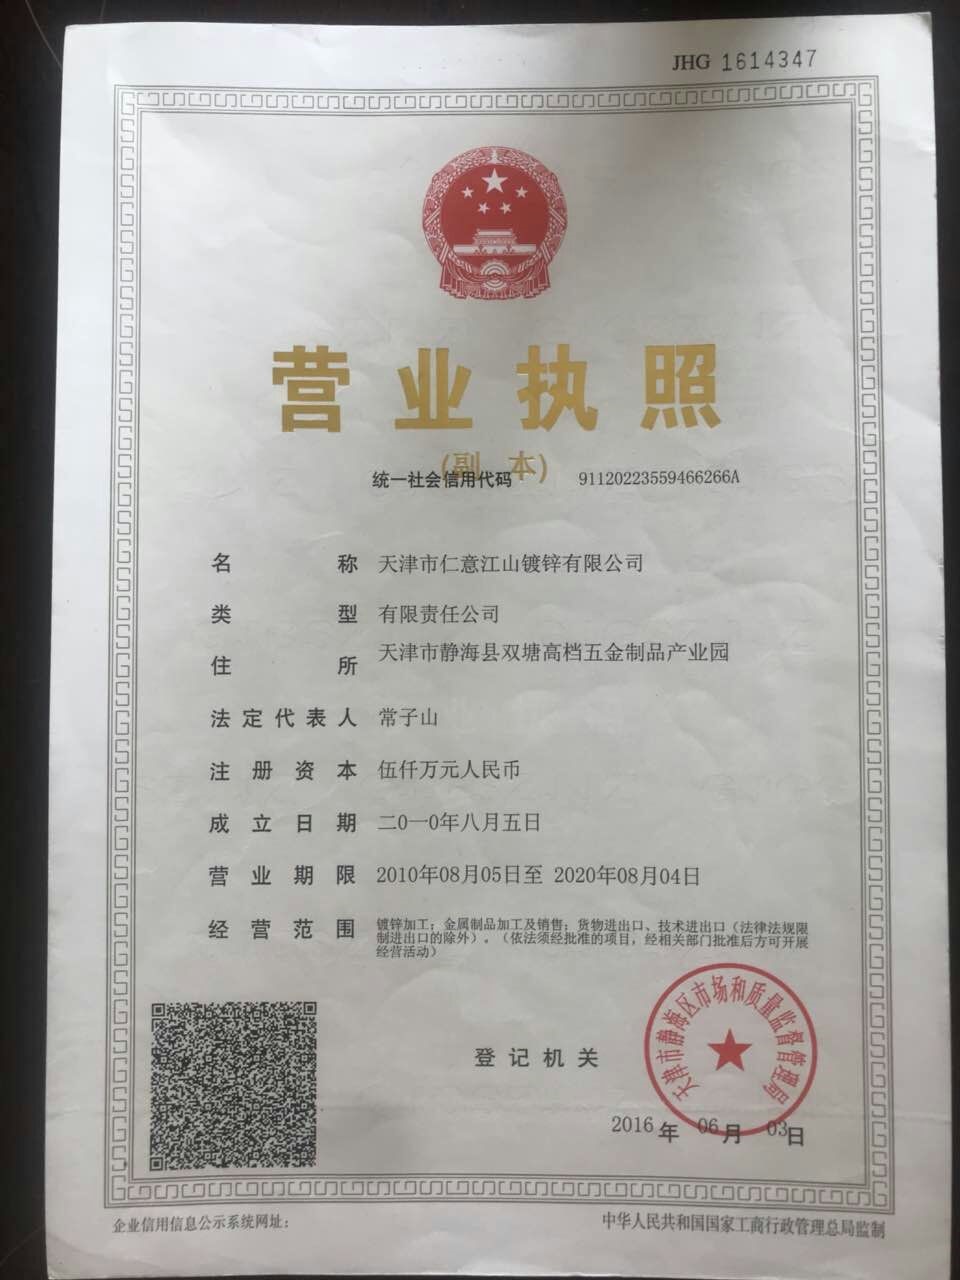 JHG 1614347
营业执照
(副 本)
统一社会信用代码 91120223559466266A
名 称 天津市仁意江山镀锌有限公司
类 型 有限责任公司
住 所 天津市静海县双塘高档五金制品产业园
法定代表人 常子山
注册资本 伍仟万元人民币
成立日期 二0一0年八月五日
营业期限 2010年08月05日至 2020年08月04日
经营范围 镀锌加工；金属制品加工及销售；货物进出口、技术进出口（法律法规限
制进出口的除外）。（依法须经批准的项目，经相关部门批准后方可开展
经营活动）
登记机关
天津市静海区市场和质量监督管理局
2016年 06月 03日
企业信用信息公示系统网址：
中华人民共和国国家工商行政管理总局监制